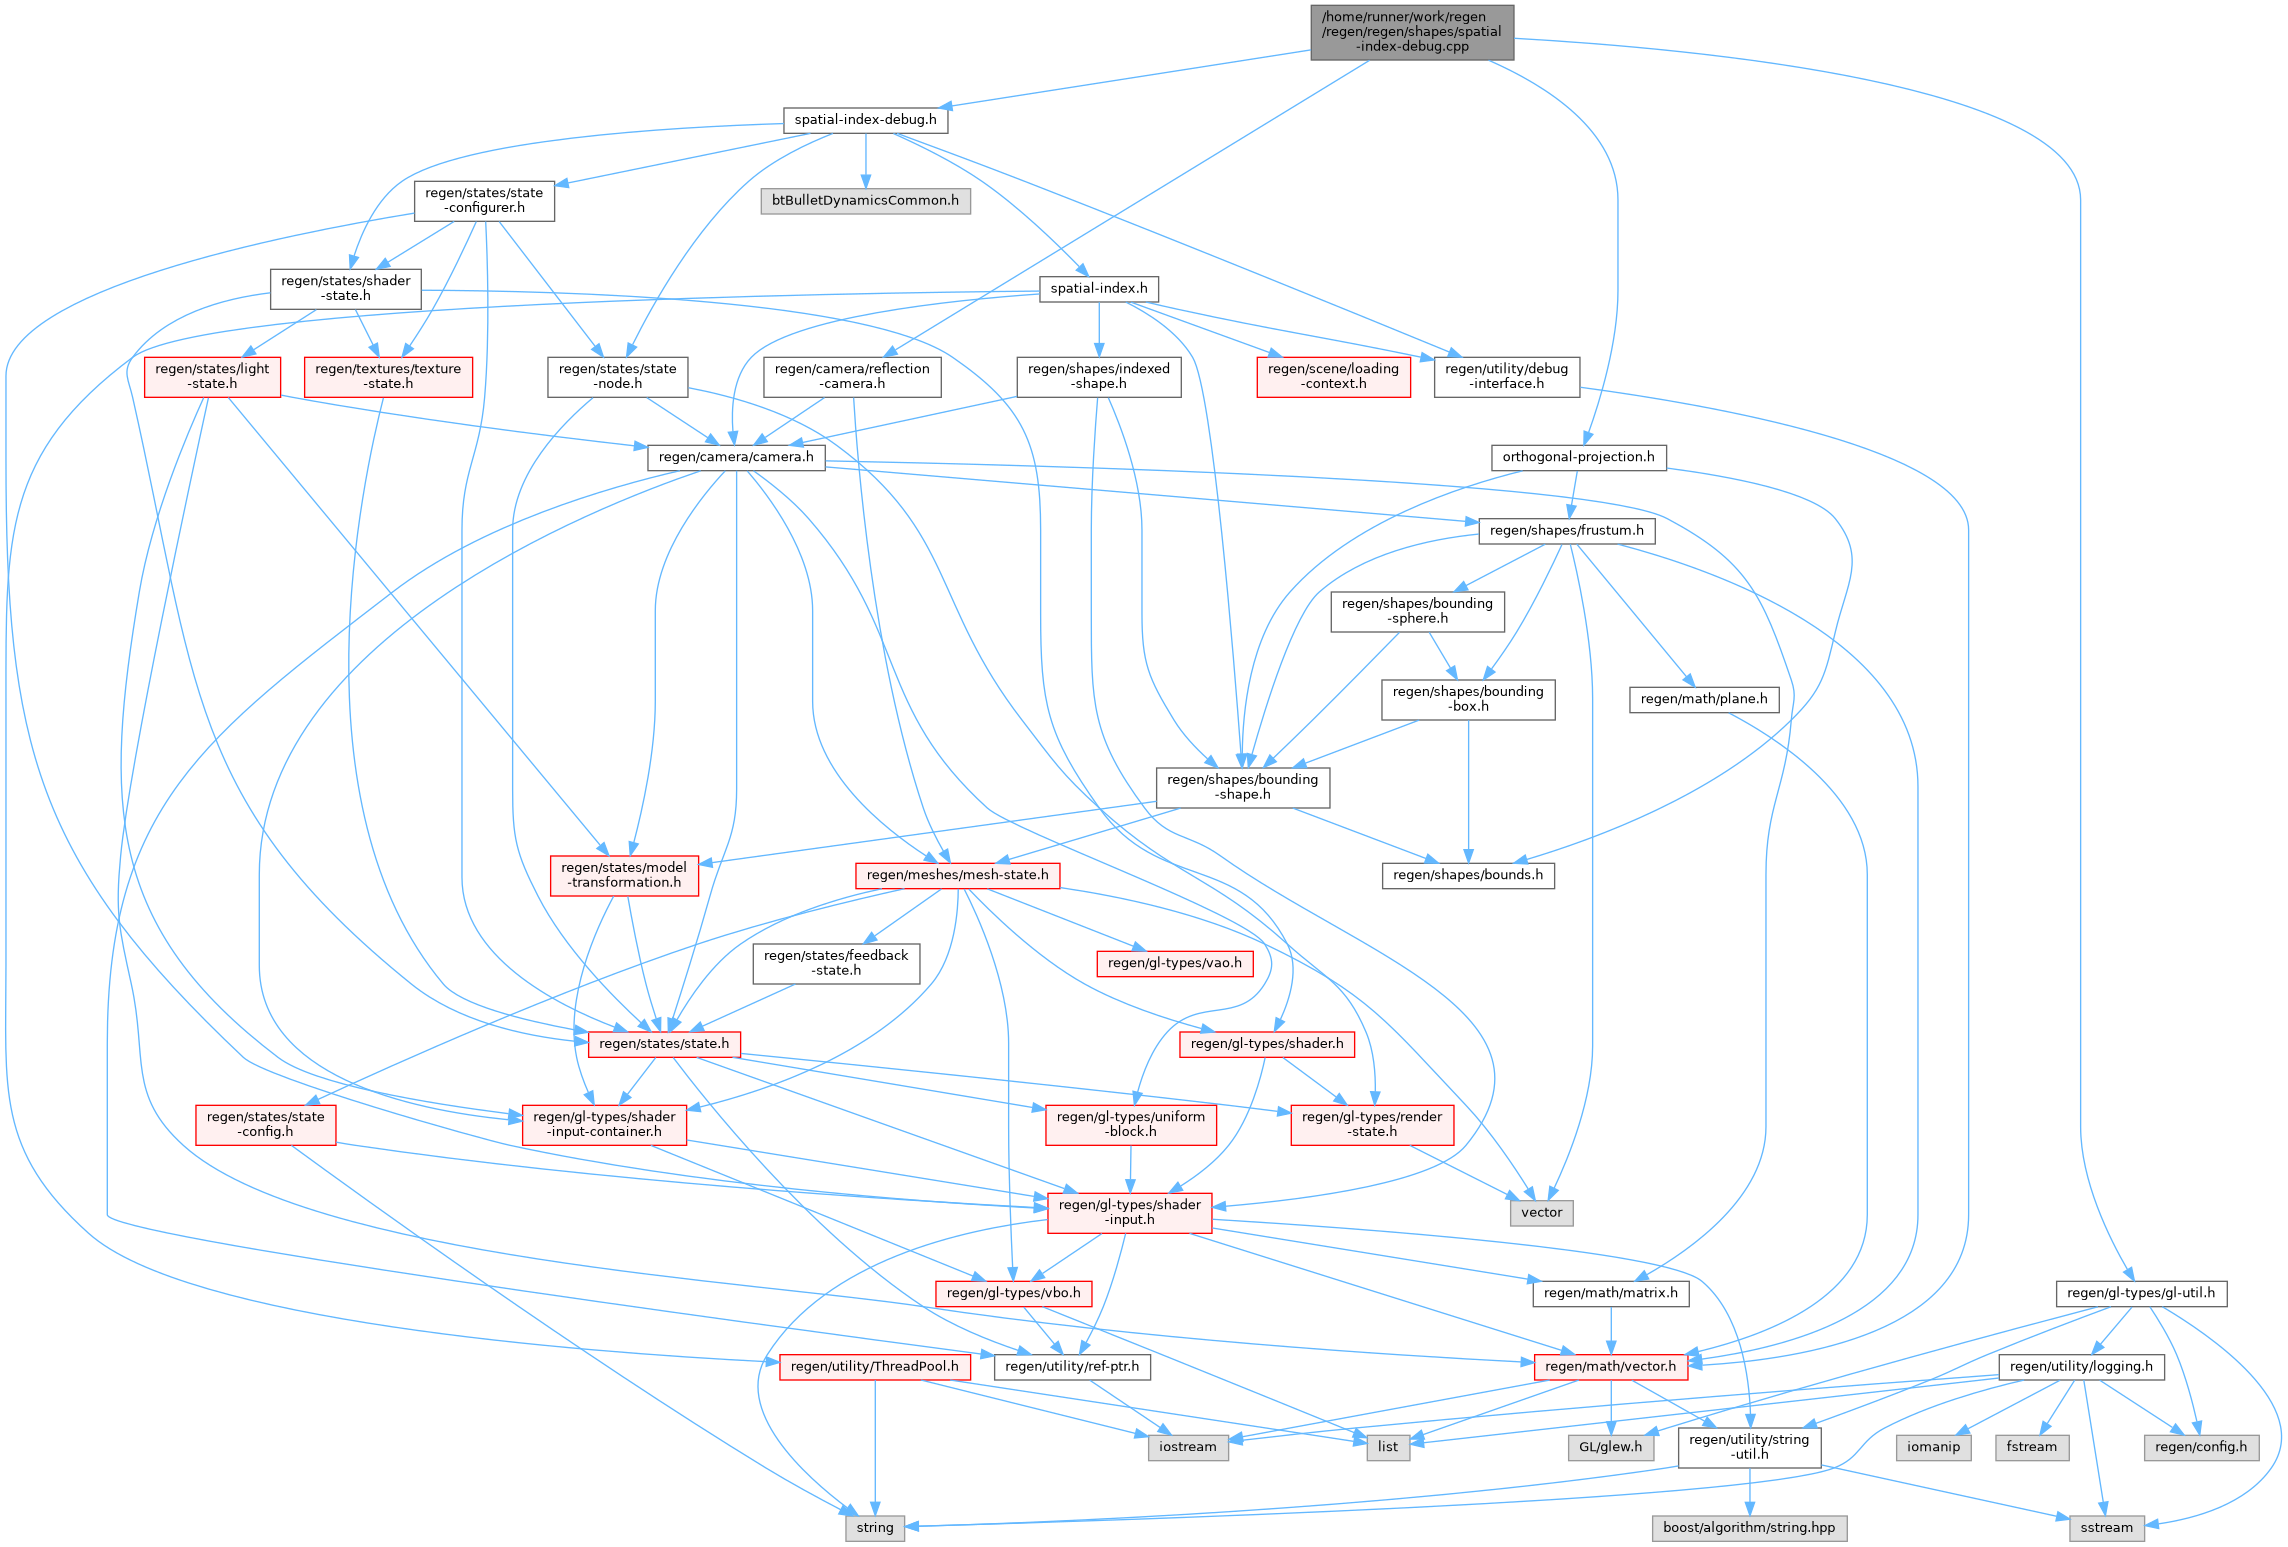 /home/runner/work/regen
/regen/regen/shapes/spatial
-index-debug.cpp
spatial-index-debug.h
regen/states/state
-configurer.h
btBulletDynamicsCommon.h
regen/states/shader
-state.h
spatial-index.h
regen/states/light
-state.h
regen/textures/texture
-state.h
regen/states/state
-node.h
regen/camera/reflection
-camera.h
regen/shapes/indexed
-shape.h
regen/scene/loading
-context.h
regen/utility/debug
-interface.h
regen/camera/camera.h
orthogonal-projection.h
regen/shapes/frustum.h
regen/shapes/bounding
-sphere.h
regen/shapes/bounding
-box.h
regen/math/plane.h
regen/shapes/bounding
-shape.h
regen/states/model
-transformation.h
regen/meshes/mesh-state.h
regen/shapes/bounds.h
regen/states/feedback
-state.h
regen/gl-types/vao.h
regen/states/state.h
regen/gl-types/shader.h
regen/states/state
-config.h
regen/gl-types/shader
-input-container.h
regen/gl-types/uniform
-block.h
regen/gl-types/render
-state.h
regen/gl-types/shader
-input.h
vector
regen/gl-types/vbo.h
regen/math/matrix.h
regen/gl-types/gl-util.h
regen/utility/ThreadPool.h
regen/utility/ref-ptr.h
regen/math/vector.h
regen/utility/logging.h
iostream
list
GL/glew.h
regen/utility/string
-util.h
iomanip
fstream
regen/config.h
string
boost/algorithm/string.hpp
sstream